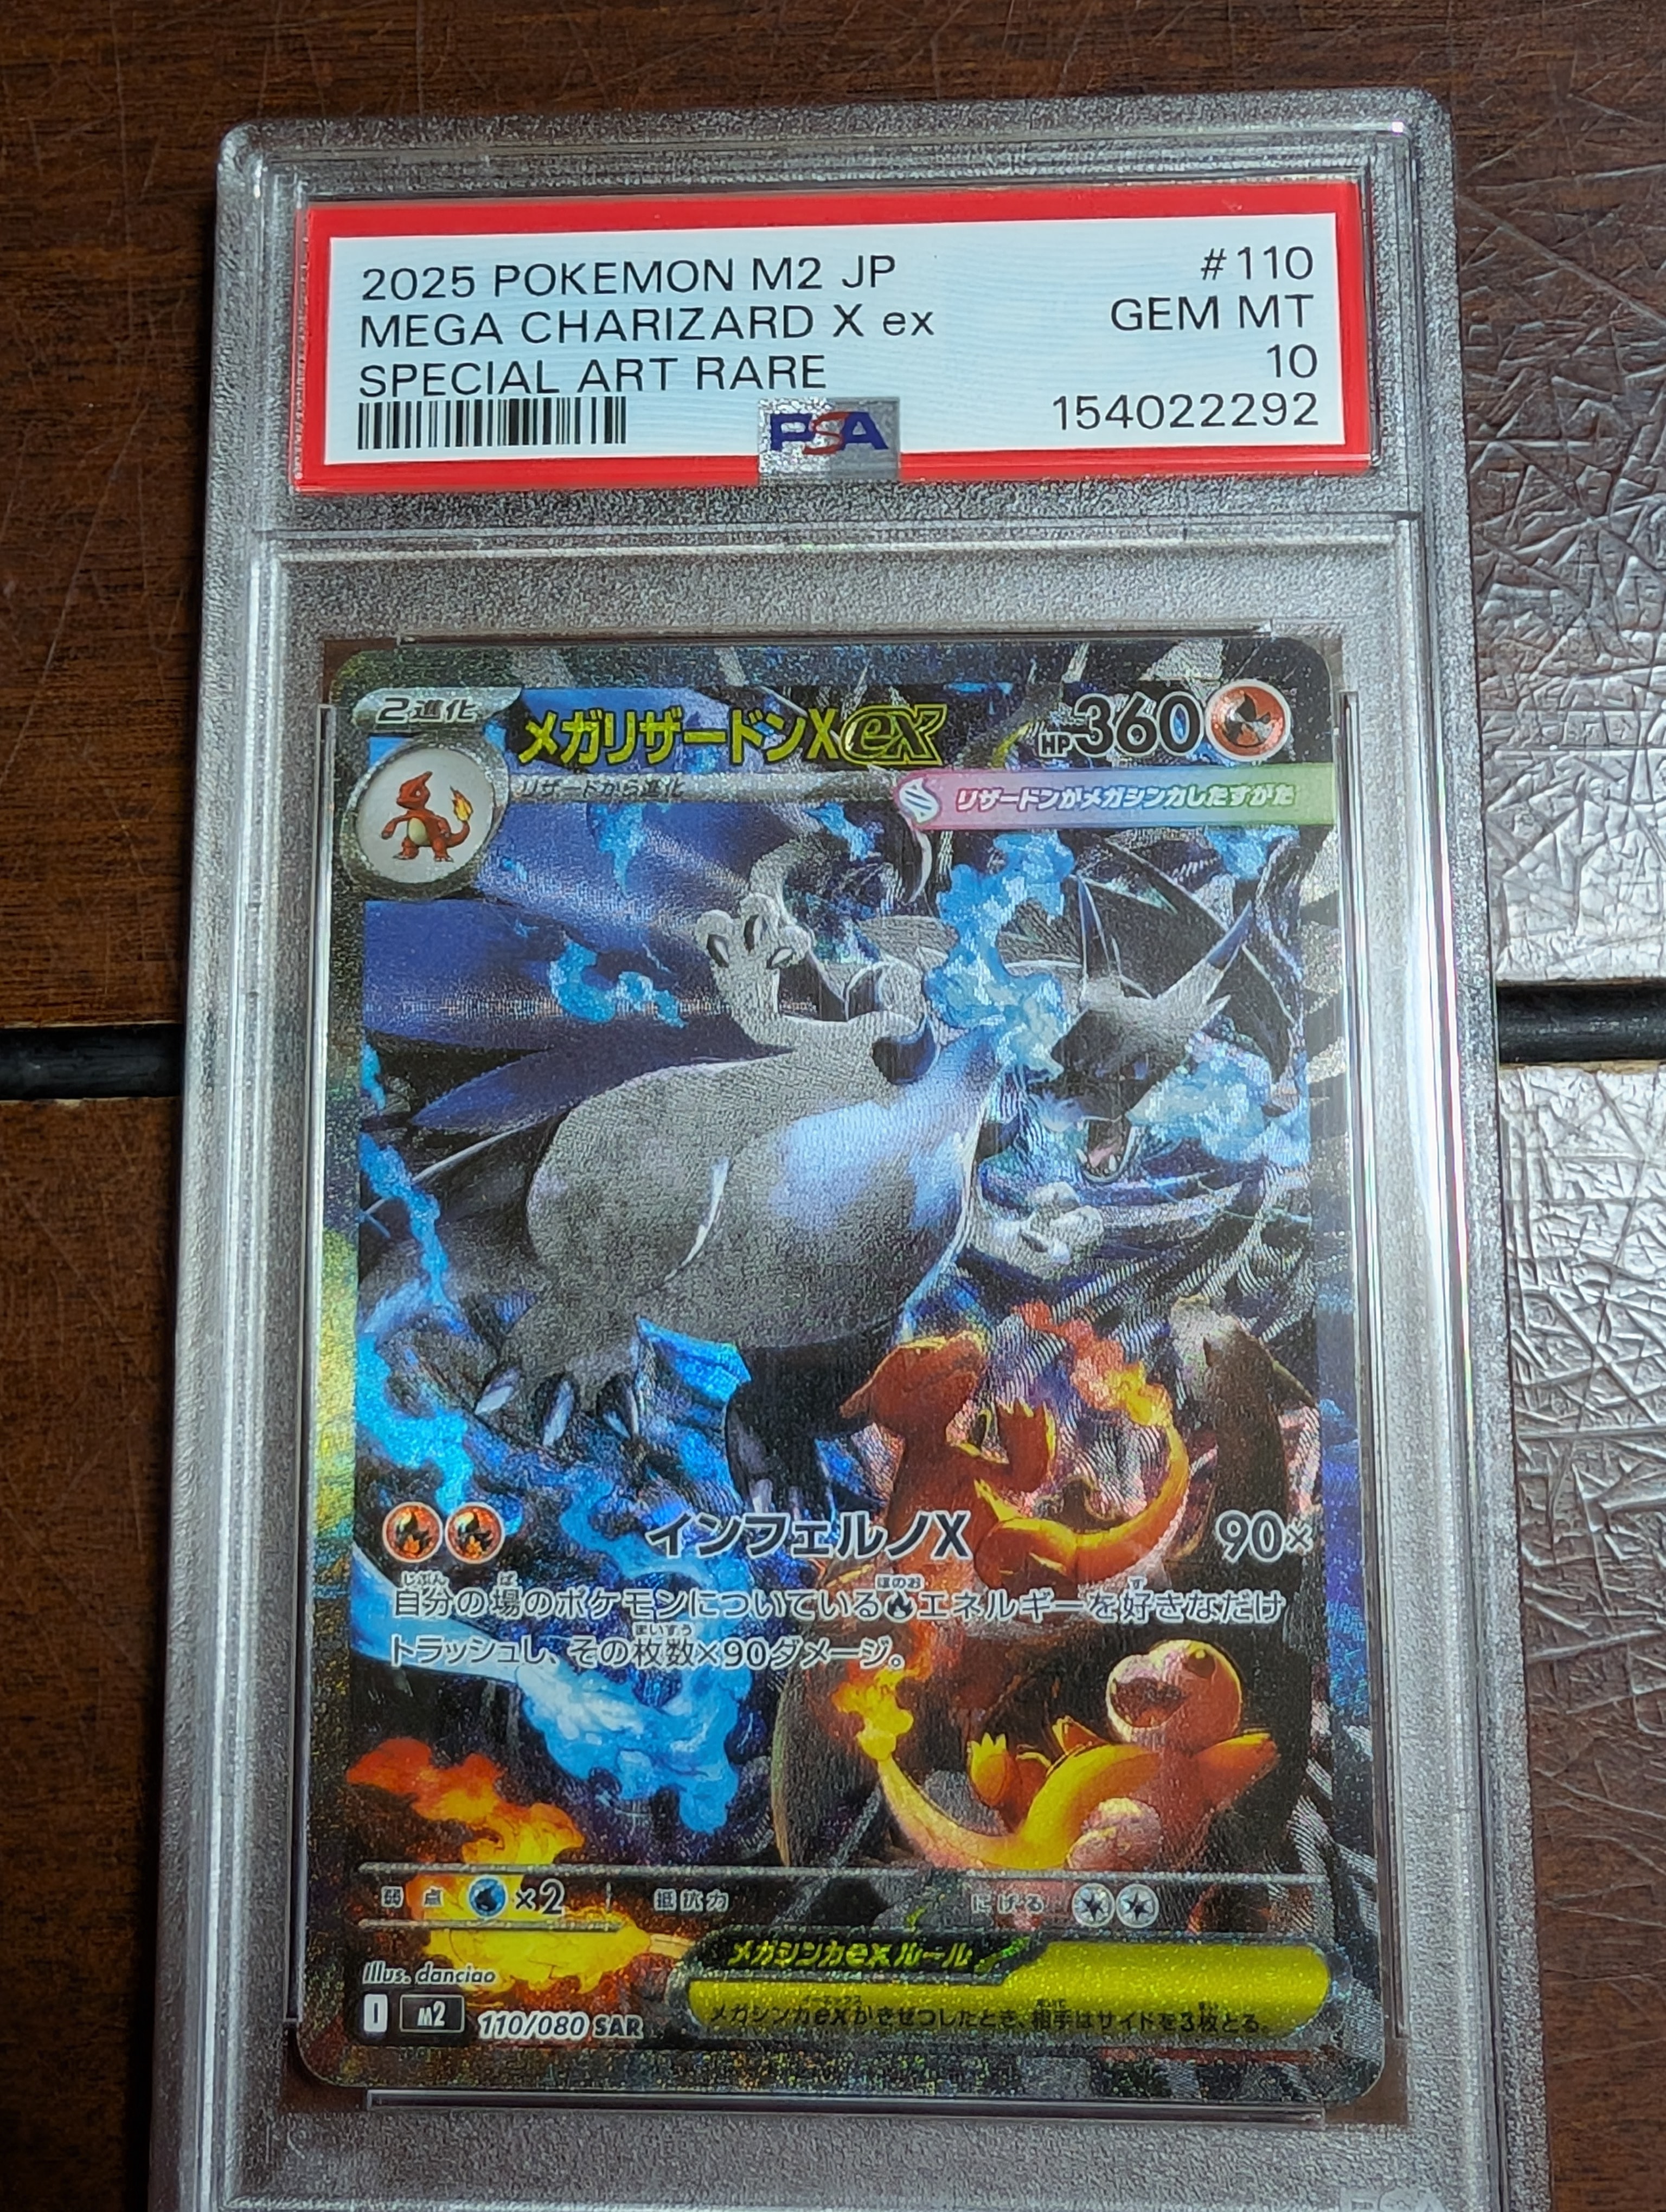 2025 POKEMON M2 JP
#110
MEGA CHARIZARD X ex
GEM MT
SPECIAL ART RARE
10
PSA
154022292
2進化
メガリザードンXex
HP360
リザードから進化
リザードンがメガシンカしたすがた
インフェルノX
90×
自分の場のポケモンについているエネルギーを好きなだけ
トラッシュし、その枚数×90ダメージ。
弱点 ×2
抵抗力
にげる
メガシンカexルール
メガシンカexがきぜつしたとき、相手はサイドを3枚とる。
Illus. danciao
I M2 110/080 SAR